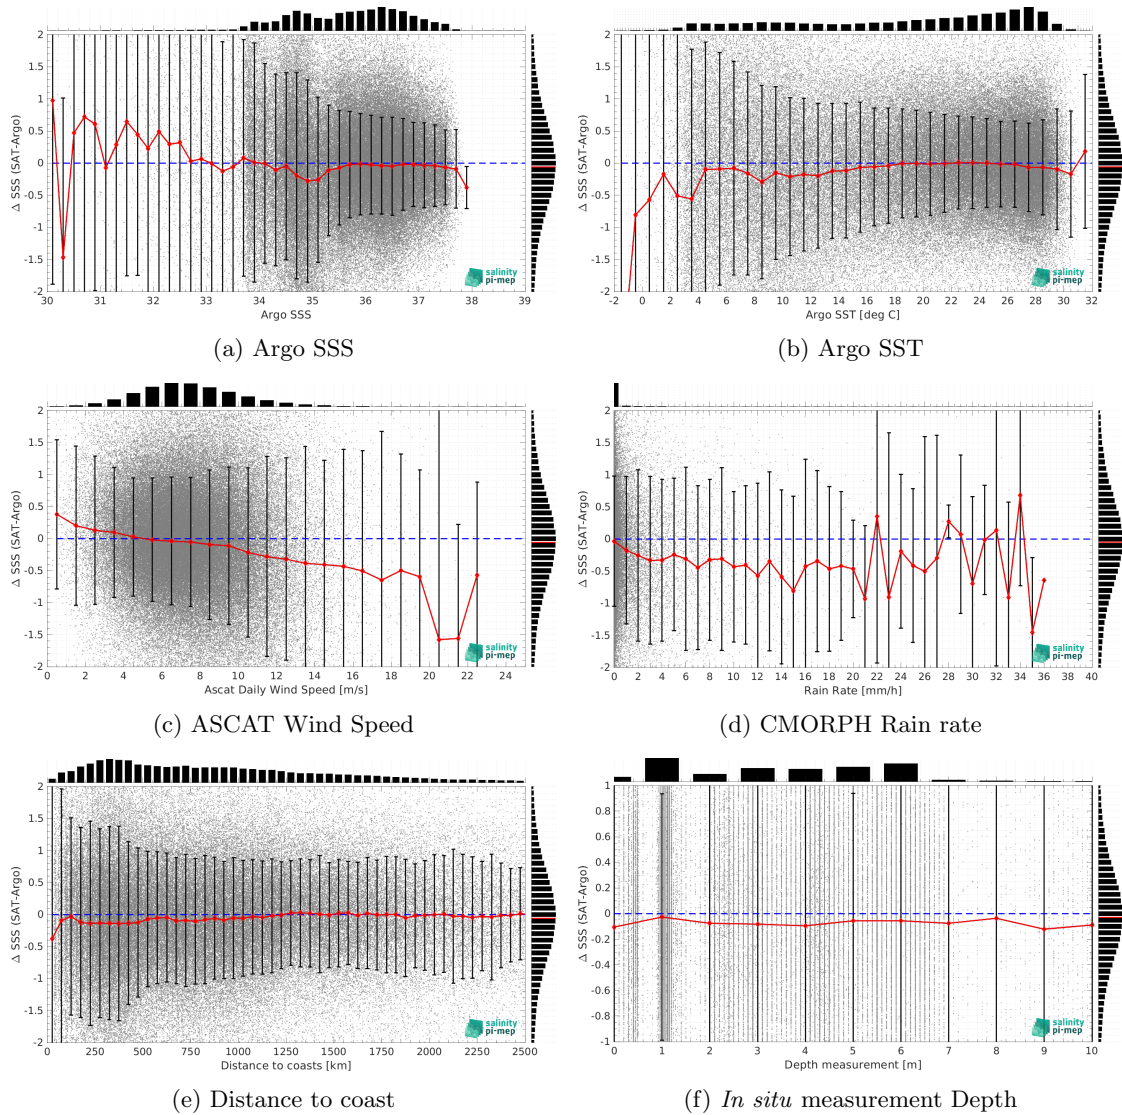 2
1.5
1
0.5
0
-0.5
-1
-1.5
-2
Δ SSS (SAT-Argo)
30 31 32 33 34 35 36 37 38 39
Argo SSS
salinity
pi-mep
(a) Argo SSS
2
1.5
1
0.5
0
-0.5
-1
-1.5
-2
Δ SSS (SAT-Argo)
-2 0 2 4 6 8 10 12 14 16 18 20 22 24 26 28 30 32
Argo SST [deg C]
salinity
pi-mep
(b) Argo SST
2
1.5
1
0.5
0
-0.5
-1
-1.5
-2
Δ SSS (SAT-Argo)
0 2 4 6 8 10 12 14 16 18 20 22 24
Ascat Daily Wind Speed [m/s]
salinity
pi-mep
(c) ASCAT Wind Speed
2
1.5
1
0.5
0
-0.5
-1
-1.5
-2
Δ SSS (SAT-Argo)
0 2 4 6 8 10 12 14 16 18 20 22 24 26 28 30 32 34 36 38 40
Rain Rate [mm/h]
salinity
pi-mep
(d) CMORPH Rain rate
2
1.5
1
0.5
0
-0.5
-1
-1.5
-2
Δ SSS (SAT-Argo)
0 250 500 750 1000 1250 1500 1750 2000 2250 2500
Distance to coasts [km]
salinity
pi-mep
(e) Distance to coast
1
0.8
0.6
0.4
0.2
0
-0.2
-0.4
-0.6
-0.8
-1
Δ SSS (SAT-Argo)
0 1 2 3 4 5 6 7 8 9 10
Depth measurement [m]
salinity
pi-mep
(f) In situ measurement Depth